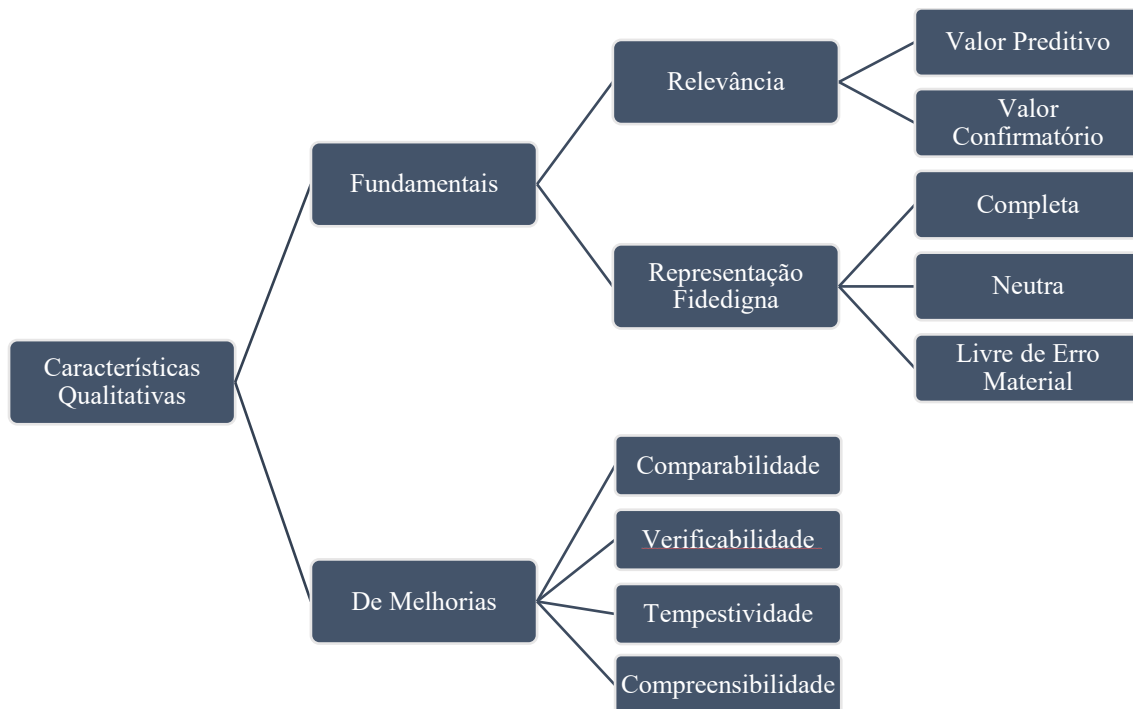 Características
Qualitativas
Fundamentais
Relevância
Valor Preditivo
Valor
Confirmatório
Representação
Fidedigna
Completa
Neutra
Livre de Erro
Material
De Melhorias
Comparabilidade
Verificabilidade
Tempestividade
Compreensibilidade